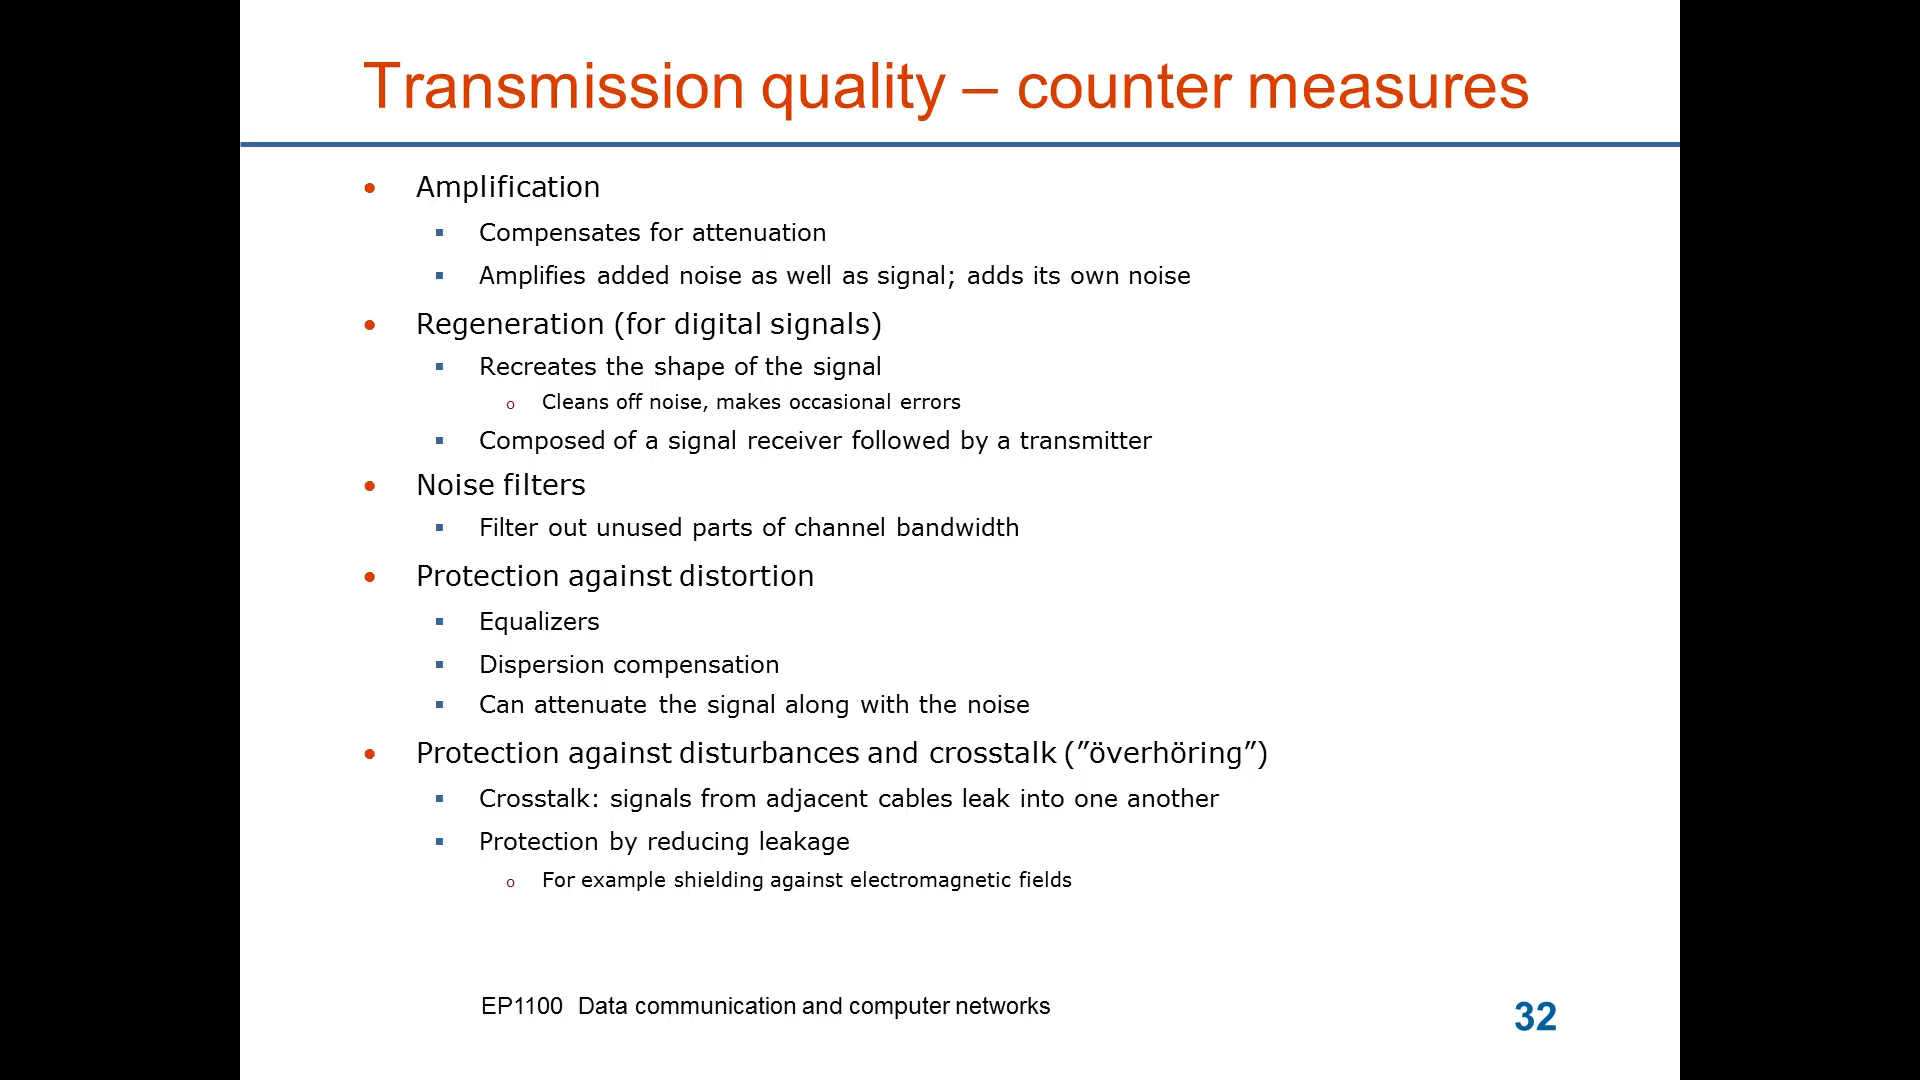 Transmission quality – counter measures
• Amplification
▪ Compensates for attenuation
▪ Amplifies added noise as well as signal; adds its own noise
• Regeneration (for digital signals)
▪ Recreates the shape of the signal
o Cleans off noise, makes occasional errors
▪ Composed of a signal receiver followed by a transmitter
• Noise filters
▪ Filter out unused parts of channel bandwidth
• Protection against distortion
▪ Equalizers
▪ Dispersion compensation
▪ Can attenuate the signal along with the noise
• Protection against disturbances and crosstalk (”överhöring”)
▪ Crosstalk: signals from adjacent cables leak into one another
▪ Protection by reducing leakage
o For example shielding against electromagnetic fields
EP1100 Data communication and computer networks
32